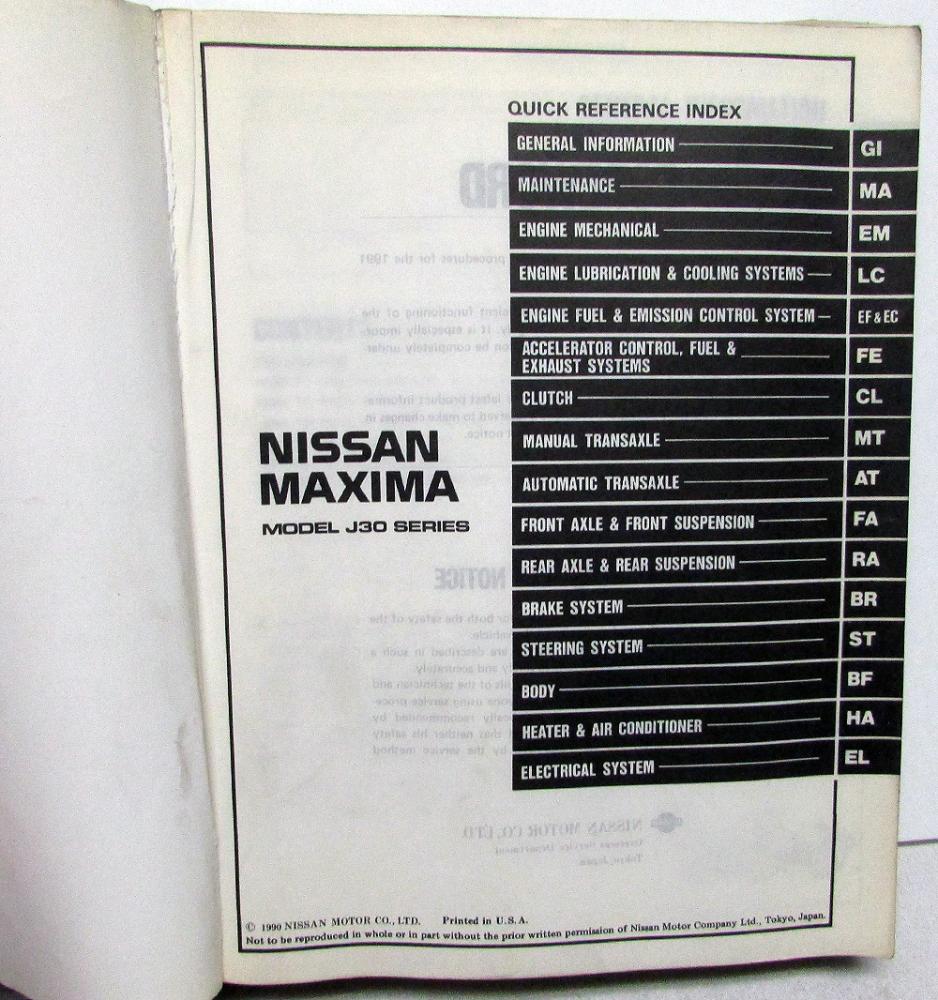 QUICK REFERENCE INDEX
GENERAL INFORMATION GI
MAINTENANCE MA
ENGINE MECHANICAL EM
ENGINE LUBRICATION & COOLING SYSTEMS LC
ENGINE FUEL & EMISSION CONTROL SYSTEM EF & EC
ACCELERATOR CONTROL, FUEL &
EXHAUST SYSTEMS FE
CLUTCH CL
MANUAL TRANSAXLE MT
AUTOMATIC TRANSAXLE AT
FRONT AXLE & FRONT SUSPENSION FA
REAR AXLE & REAR SUSPENSION RA
BRAKE SYSTEM BR
STEERING SYSTEM ST
BODY BF
HEATER & AIR CONDITIONER HA
ELECTRICAL SYSTEM EL
NISSAN
MAXIMA
MODEL J30 SERIES
© 1990 NISSAN MOTOR CO., LTD. Printed in U.S.A.
Not to be reproduced in whole or in part without the prior written permission of Nissan Motor Company Ltd., Tokyo, Japan.